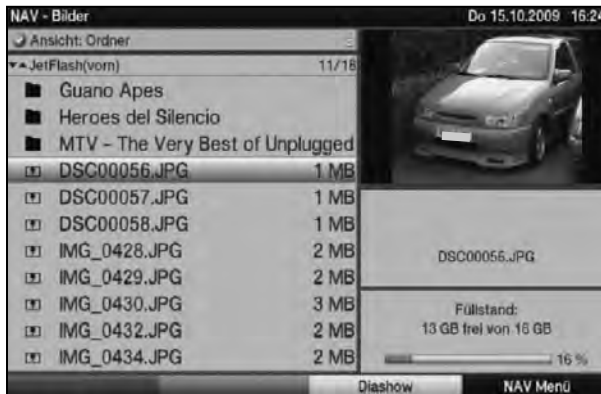 NAV - Bilder Do 15.10.2009 16:24
Ansicht: Ordner
JetFlash(vorn) 11/18
Guano Apes
Heroes del Silencio
MTV - The Very Best of Unplugged
DSC00056.JPG 1 MB
DSC00057.JPG 1 MB
DSC00058.JPG 1 MB
IMG_0428.JPG 2 MB
IMG_0429.JPG 2 MB
IMG_0430.JPG 3 MB
IMG_0432.JPG 2 MB
IMG_0434.JPG 2 MB
DSC00056.JPG
Füllstand:
13 GB frei von 16 GB
16 %
Diashow NAV Menü